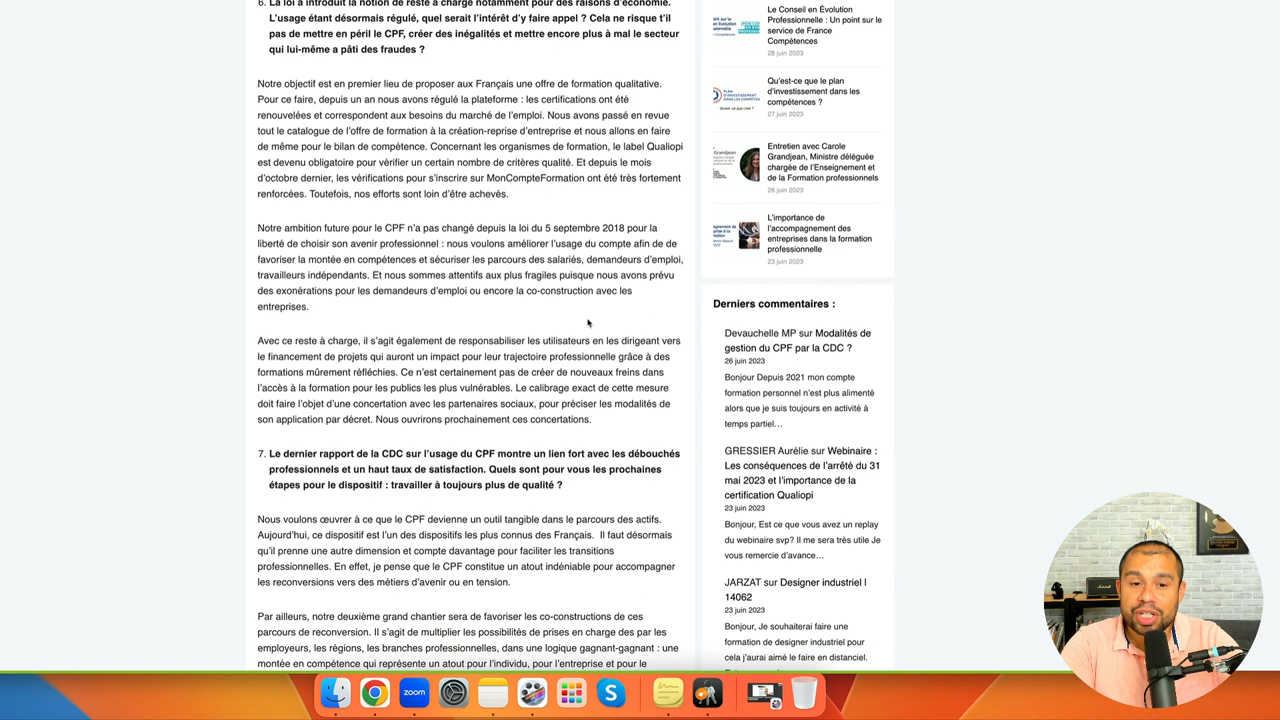 6. La loi a introduit la notion de reste à charge notamment pour des raisons d'économie.
L'usage étant désormais régulé, quel serait l'intérêt d'y faire appel ? Cela ne risque t'il
pas de mettre en péril le CPF, créer des inégalités et mettre encore plus à mal le secteur
qui lui-même a pâti des fraudes ?
Notre objectif est en premier lieu de proposer aux Français une offre de formation qualitative.
Pour ce faire, depuis un an nous avons régulé la plateforme : les certifications ont été
renouvelées et correspondent aux besoins du marché de l'emploi. Nous avons passé en revue
tout le catalogue de l'offre de formation à la création-reprise d'entreprise et nous allons en faire
de même pour le bilan de compétence. Concernant les organismes de formation, le label Qualiopi
est devenu obligatoire pour vérifier un certain nombre de critères qualité. Et depuis le mois
d'octobre dernier, les vérifications pour s'inscrire sur MonCompteFormation ont été très fortement
renforcées. Toutefois, nos efforts sont loin d'être achevés.
Notre ambition future pour le CPF n'a pas changé depuis la loi du 5 septembre 2018 pour la
liberté de choisir son avenir professionnel : nous voulons améliorer l'usage du compte afin de de
favoriser la montée en compétences et sécuriser les parcours des salariés, demandeurs d'emploi,
travailleurs indépendants. Et nous sommes attentifs aux plus fragiles puisque nous avons prévu
des exonérations pour les demandeurs d'emploi ou encore la co-construction avec les
entreprises.
Avec ce reste à charge, il s'agit également de responsabiliser les utilisateurs en les dirigeant vers
le financement de projets qui auront un impact pour leur trajectoire professionnelle grâce à des
formations mûrement réfléchies. Ce n'est certainement pas de créer de nouveaux freins dans
l'accès à la formation pour les publics les plus vulnérables. Le calibrage exact de cette mesure
doit faire l'objet d'une concertation avec les partenaires sociaux, pour préciser les modalités de
son application par décret. Nous ouvrirons prochainement ces concertations.
7. Le dernier rapport de la CDC sur l'usage du CPF montre un lien fort avec les débouchés
professionnels et un haut taux de satisfaction. Quels sont pour vous les prochaines
étapes pour le dispositif : travailler à toujours plus de qualité ?
Nous voulons œuvrer à ce que le CPF devienne un outil tangible dans le parcours des actifs.
Aujourd'hui, ce dispositif est l'un des dispositifs les plus connus des Français. Il faut désormais
qu'il prenne une autre dimension et compte davantage pour faciliter les transitions
professionnelles. En effet, je pense que le CPF constitue un atout indéniable pour accompagner
les reconversions vers des métiers d'avenir ou en tension.
Par ailleurs, notre deuxième grand chantier sera de favoriser les co-constructions de ces
parcours de reconversion. Il s'agit de multiplier les possibilités de prises en charge des par les
employeurs, les régions, les branches professionnelles, dans une logique gagnant-gagnant : une
montée en compétence qui représente un atout pour l'individu, pour l'entreprise et pour le
Le Conseil en Évolution
Professionnelle : Un point sur le
service de France
Compétences
28 juin 2023
Qu'est-ce que le plan
d'investissement dans les
compétences ?
27 juin 2023
Entretien avec Carole
Grandjean, Ministre déléguée
chargée de l'Enseignement et
de la Formation professionnels
26 juin 2023
L'importance de
l'accompagnement des
entreprises dans la formation
professionnelle
23 juin 2023
Derniers commentaires :
Devauchelle MP sur Modalités de
gestion du CPF par la CDC ?
26 juin 2023
Bonjour Depuis 2021 mon compte
formation personnel n'est plus alimenté
alors que je suis toujours en activité à
temps partiel…
GRESSIER Aurélie sur Webinaire :
Les conséquences de l'arrêté du 31
mai 2023 et l'importance de la
certification Qualiopi
23 juin 2023
Bonjour, Est ce que vous avez un replay
du webinaire svp? Il me sera très utile Je
vous remercie d'avance…
JARZAT sur Designer industriel I
14062
23 juin 2023
Bonjour, Je souhaiterai faire une
formation de designer industriel pour
cela j'aurai aimé le faire en distanciel.
zoom
Marshall